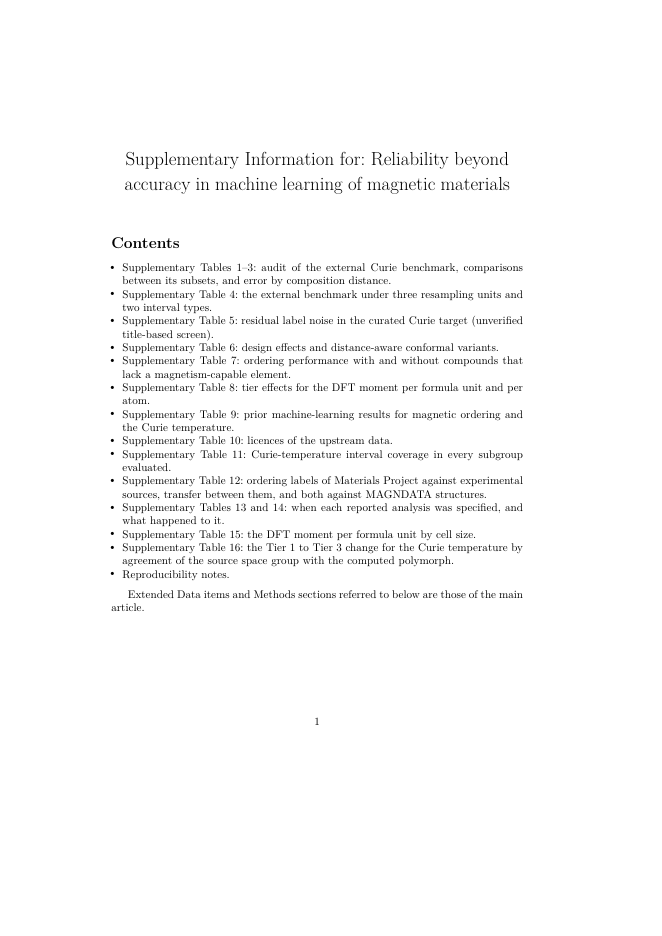 Supplementary Information for: Reliability beyond
accuracy in machine learning of magnetic materials
Contents
• Supplementary Tables 1–3: audit of the external Curie benchmark, comparisons
between its subsets, and error by composition distance.
• Supplementary Table 4: the external benchmark under three resampling units and
two interval types.
• Supplementary Table 5: residual label noise in the curated Curie target (unverified
title-based screen).
• Supplementary Table 6: design effects and distance-aware conformal variants.
• Supplementary Table 7: ordering performance with and without compounds that
lack a magnetism-capable element.
• Supplementary Table 8: tier effects for the DFT moment per formula unit and per
atom.
• Supplementary Table 9: prior machine-learning results for magnetic ordering and
the Curie temperature.
• Supplementary Table 10: licences of the upstream data.
• Supplementary Table 11: Curie-temperature interval coverage in every subgroup
evaluated.
• Supplementary Table 12: ordering labels of Materials Project against experimental
sources, transfer between them, and both against MAGNDATA structures.
• Supplementary Tables 13 and 14: when each reported analysis was specified, and
what happened to it.
• Supplementary Table 15: the DFT moment per formula unit by cell size.
• Supplementary Table 16: the Tier 1 to Tier 3 change for the Curie temperature by
agreement of the source space group with the computed polymorph.
• Reproducibility notes.
Extended Data items and Methods sections referred to below are those of the main
article.
1